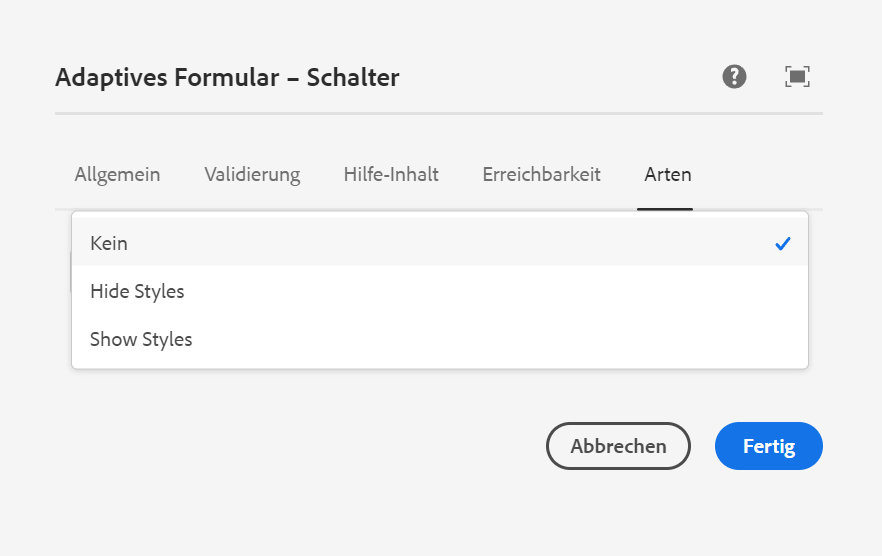 Adaptives Formular – Schalter
Allgemein Validierung Hilfe-Inhalt Erreichbarkeit Arten
Kein
Hide Styles
Show Styles
Abbrechen Fertig